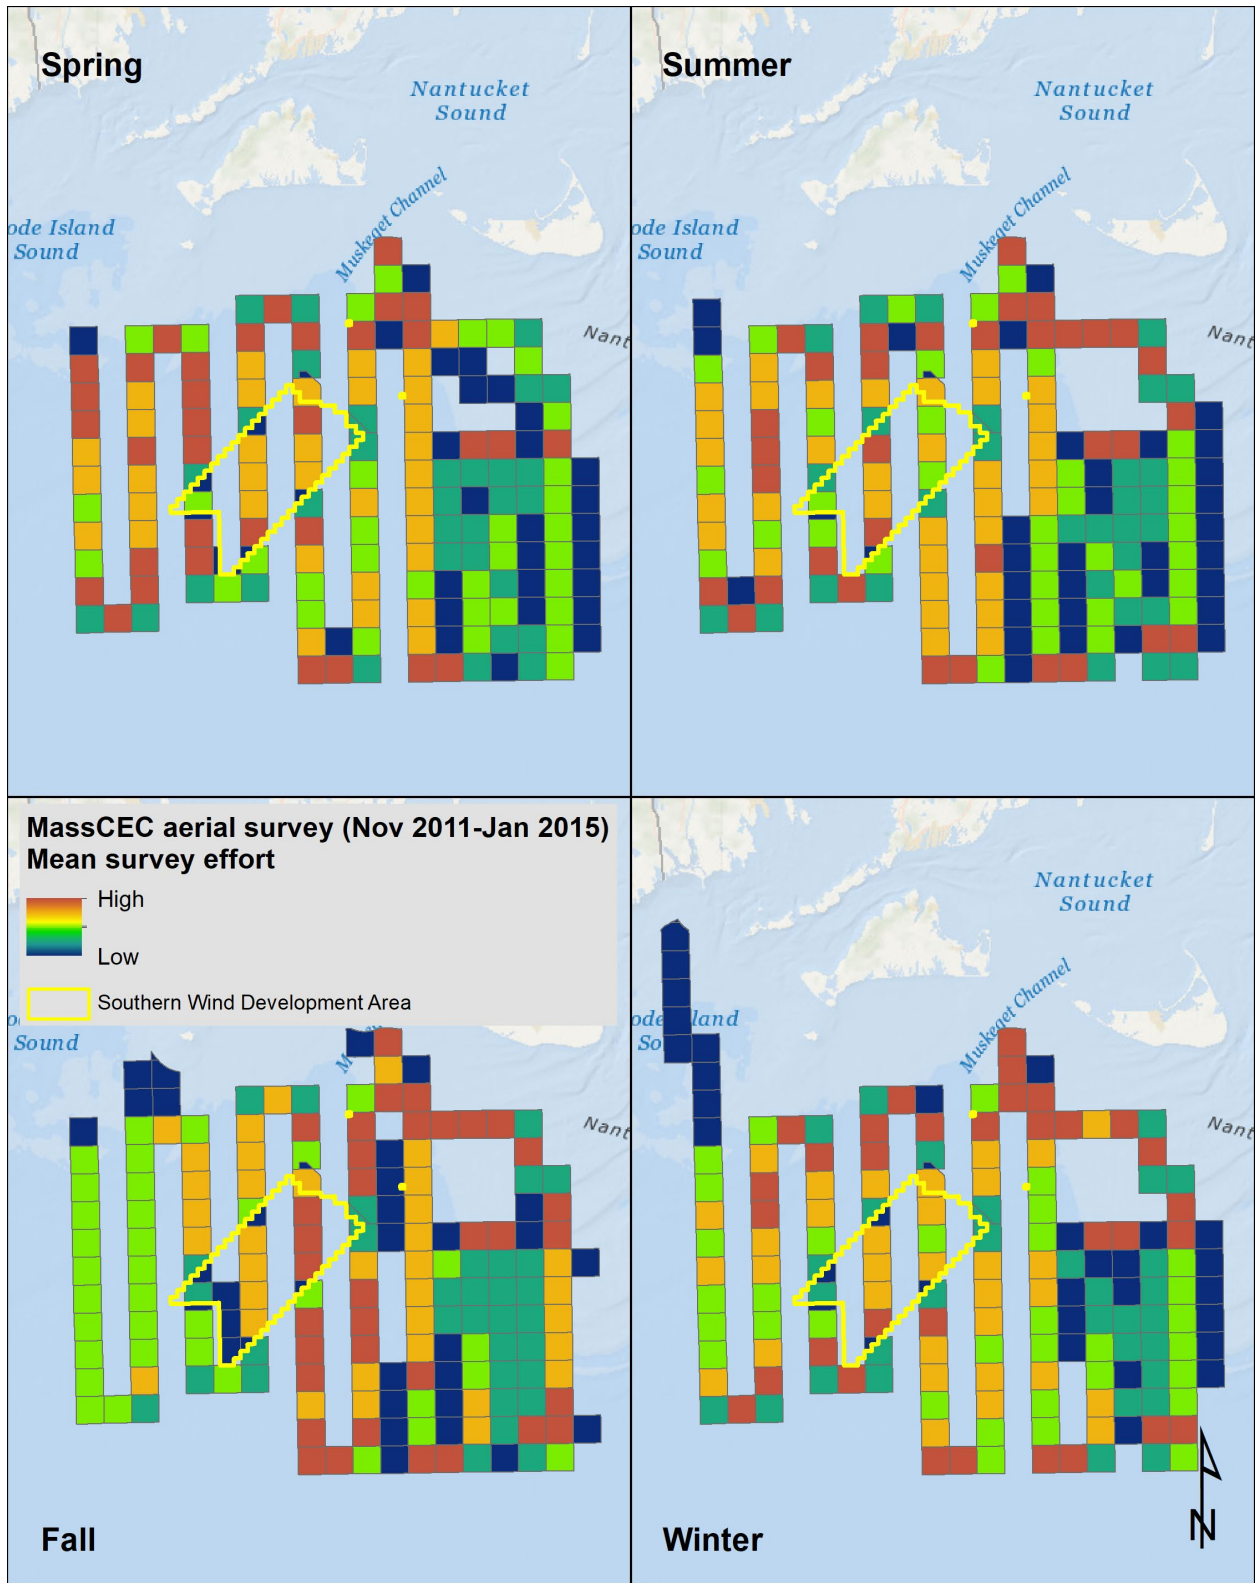 Spring
Nantucket
Sound
Muskeget Channel
ode Island
Sound
Nant
Summer
Nantucket
Sound
Muskeget Channel
ode Island
Sound
Nant
MassCEC aerial survey (Nov 2011-Jan 2015)
Mean survey effort
High
Low
Southern Wind Development Area
Sound
Nant
Fall
Nantucket
Sound
Muskeget Channel
Nant
Winter
N